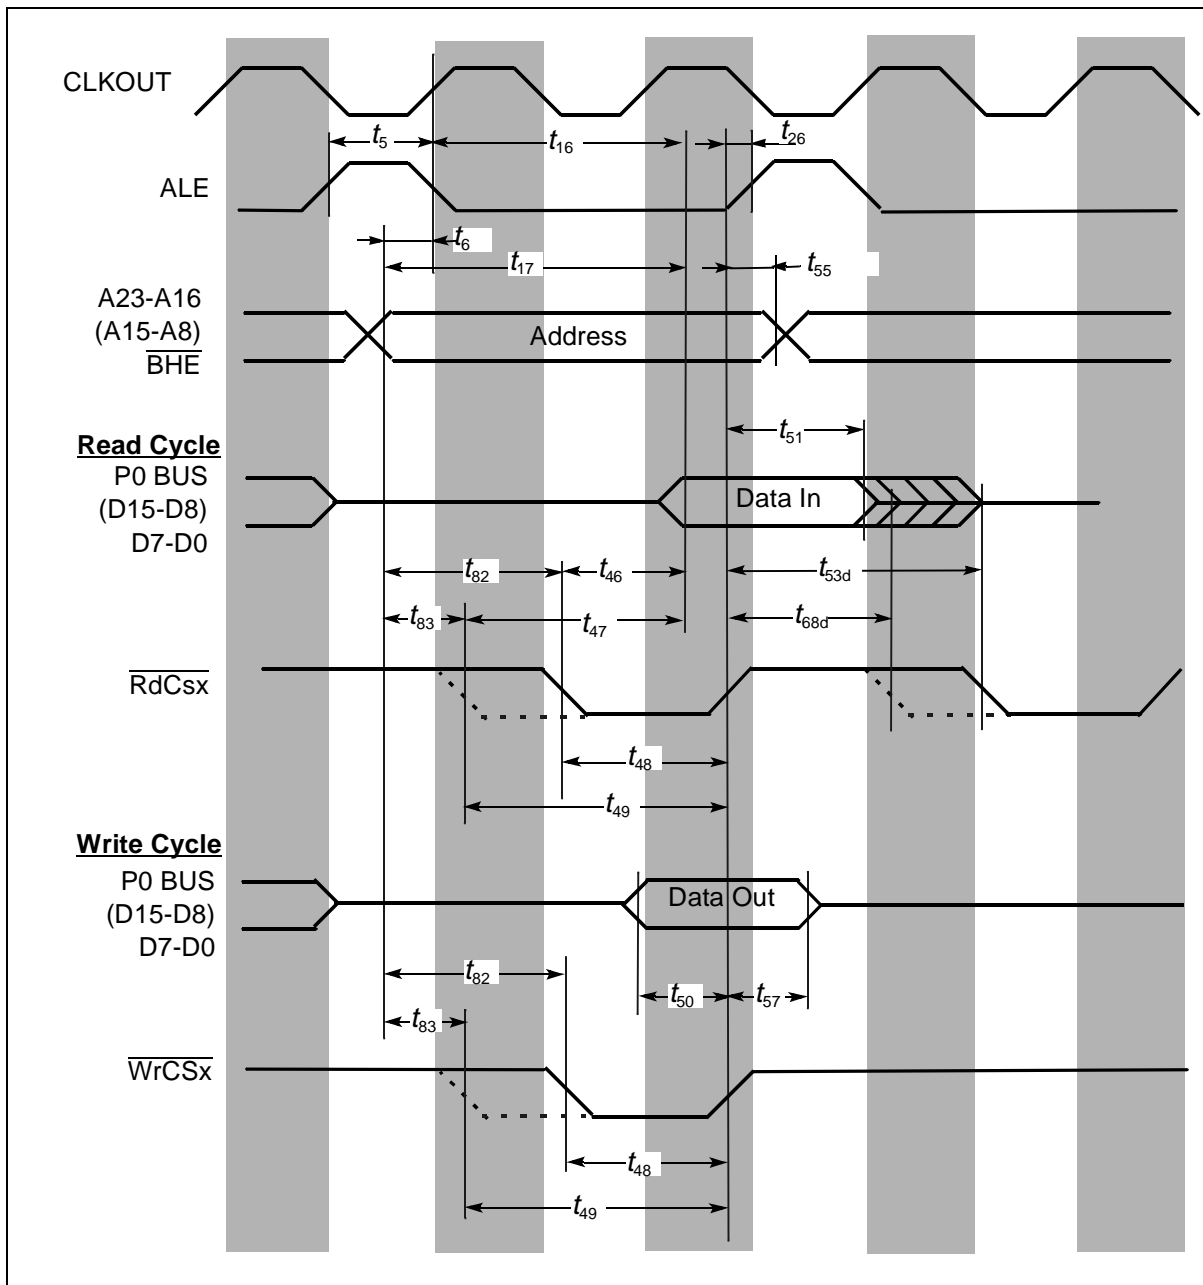 CLKOUT
t5
t16
t26
ALE
t6
t17
t55
A23-A16
(A15-A8)
BHE
Address
Read Cycle
t51
P0 BUS
(D15-D8)
D7-D0
Data In
t82
t46
t53d
t83
t47
t68d
RdCsx
t48
t49
Write Cycle
P0 BUS
(D15-D8)
D7-D0
Data Out
t82
t50
t57
t83
WrCSx
t48
t49